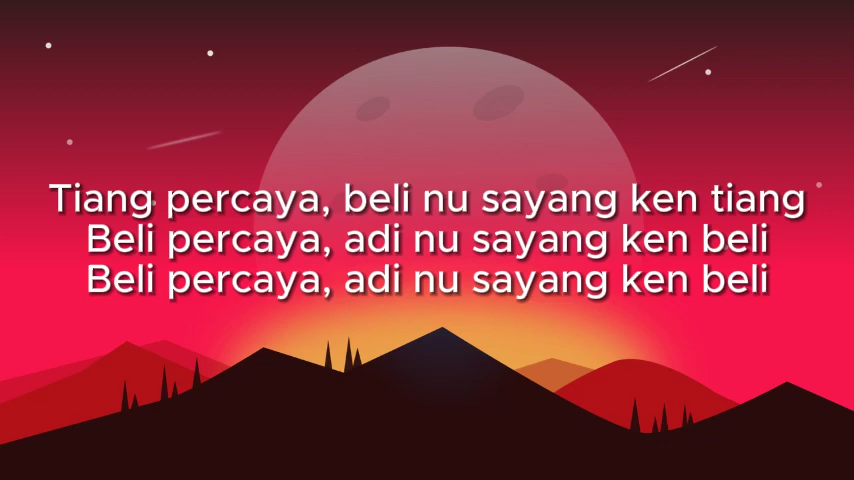 Tiang percaya, beli nu sayang ken tiang
Beli percaya, adi nu sayang ken beli
Beli percaya, adi nu sayang ken beli